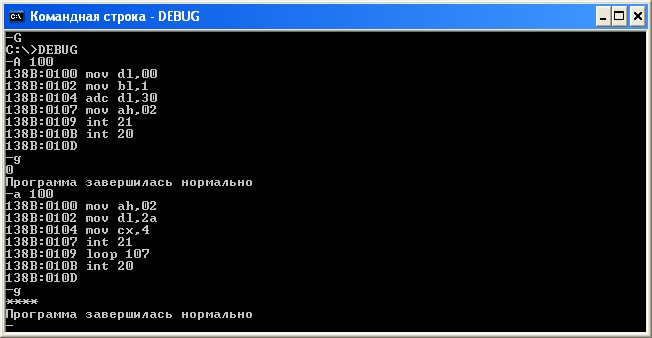 Командная строка - DEBUG
-G
C:\>DEBUG
-A 100
138B:0100 mov dl,00
138B:0102 mov bl,1
138B:0104 adc dl,30
138B:0107 mov ah,02
138B:0109 int 21
138B:010B int 20
138B:010D
-g
0
Программа завершилась нормально
-a 100
138B:0100 mov ah,02
138B:0102 mov dl,2a
138B:0104 mov cx,4
138B:0107 int 21
138B:0109 loop 107
138B:010B int 20
138B:010D
-g
****
Программа завершилась нормально
-